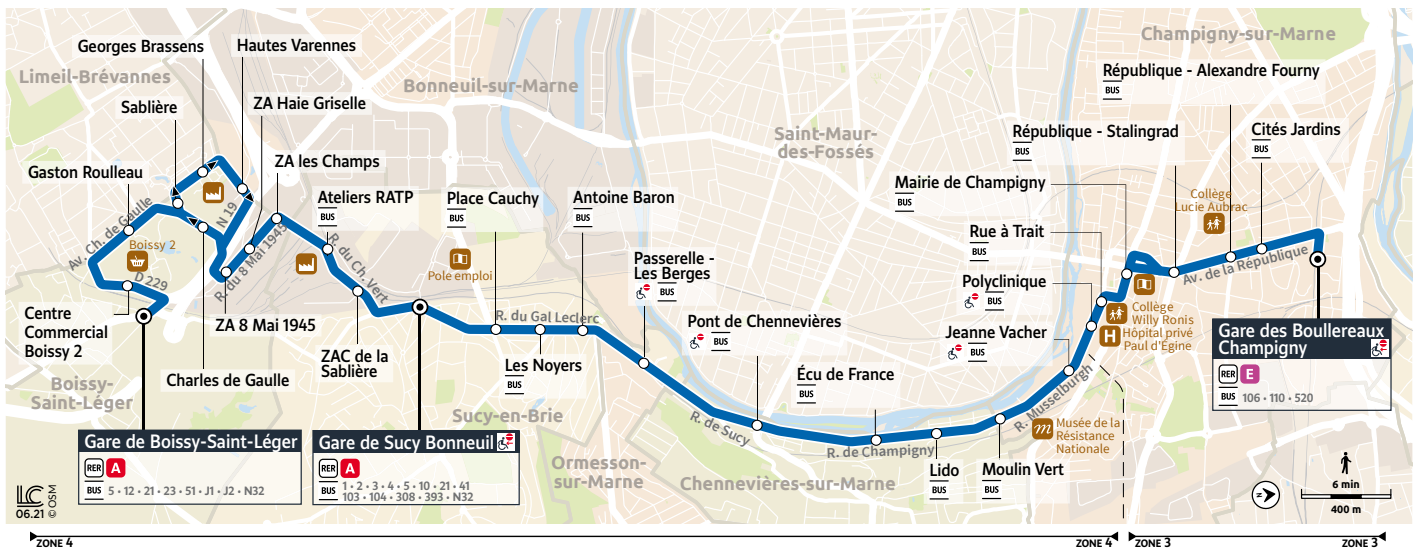 Georges Brassens
Hautes Varennes
Champigny-sur-Marne
Limeil-Brévannes
Bonneuil-sur-Marne
République - Alexandre Fourny
BUS
Sablière
ZA Haie Griselle
Saint-Maur-
des-Fossés
République - Stalingrad
BUS
Cités Jardins
BUS
ZA les Champs
Gaston Roulleau
Ateliers RATP
BUS
Place Cauchy
BUS
Antoine Baron
BUS
Mairie de Champigny
BUS
Collège
Lucie Aubrac
Av. Ch. de Gaulle
N 19
R. du 8 Mai 1945
Boissy 2
D 229
R. du Ch. Vert
Pole emploi
Passerelle -
Les Berges
BUS
Rue à Trait
BUS
Av. de la République
Polyclinique
BUS
Centre
Commercial
Boissy 2
ZA 8 Mai 1945
R. du Gal Leclerc
Pont de Chennevières
BUS
Jeanne Vacher
BUS
Collège
Willy Ronis
H
Hôpital privé
Paul d'Égine
Gare des Boullereaux
Champigny
RER E
BUS 106 • 110 • 520
ZAC de la
Sablière
Les Noyers
BUS
Écu de France
BUS
Charles de Gaulle
Boissy-
Saint-Léger
Sucy-en-Brie
R. de Sucy
R. de Champigny
R. Musselburgh
m
Musée de la
Résistance
Nationale
Gare de Boissy-Saint-Léger
RER A
BUS 5 • 12 • 21 • 23 • 51 • J1 • J2 • N32
Gare de Sucy Bonneuil
RER A
BUS 1 • 2 • 3 • 4 • 5 • 10 • 21 • 41
103 • 104 • 308 • 393 • N32
Ormesson-
sur-Marne
Chennevières-sur-Marne
Lido
BUS
Moulin Vert
BUS
6 min
400 m
LC
06.21 © OSM
ZONE 4
ZONE 4
ZONE 3
ZONE 3